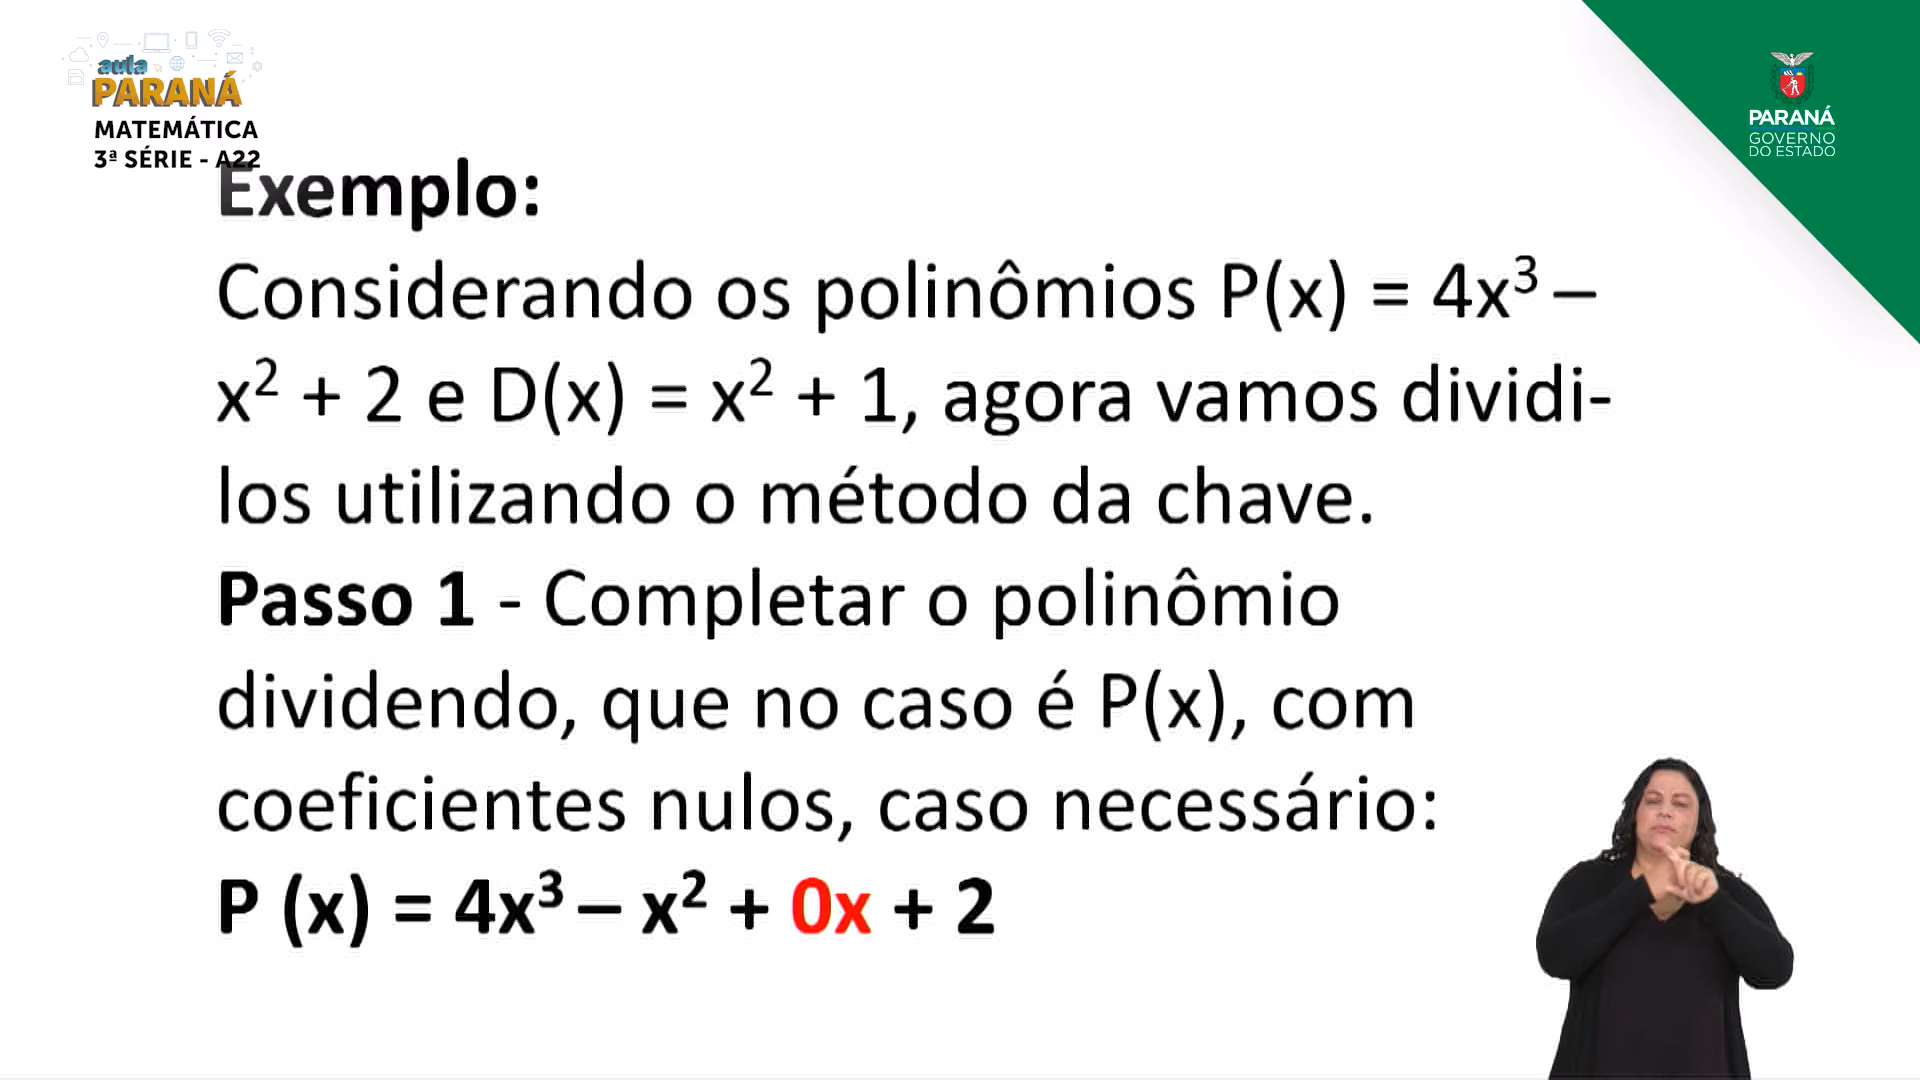 aula
PARANÁ
MATEMÁTICA
3ª SÉRIE - A22
PARANÁ
GOVERNO
DO ESTADO
Exemplo:
Considerando os polinômios P(x) = 4x³ –
x² + 2 e D(x) = x² + 1, agora vamos dividi-
los utilizando o método da chave.
Passo 1 - Completar o polinômio
dividendo, que no caso é P(x), com
coeficientes nulos, caso necessário:
P (x) = 4x³ – x² + 0x + 2